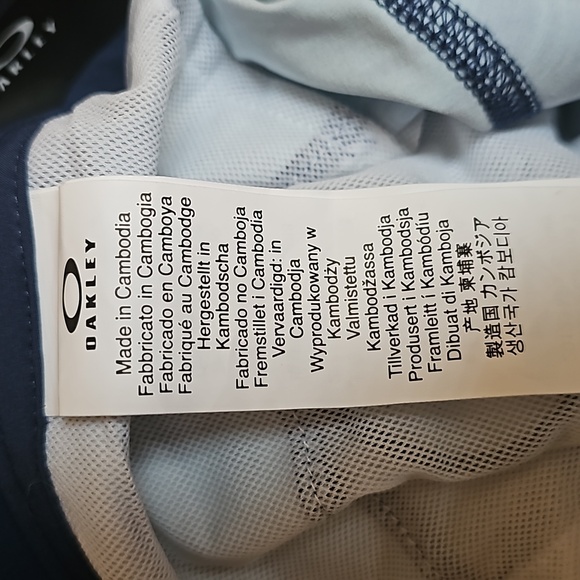 OAKLEY
OAKLEY
Made in Cambodia
Fabbricato in Cambogia
Fabricado en Camboya
Fabriqué au Cambodge
Hergestellt in
Kambodscha
Fabricado no Camboja
Fremstillet i Cambodia
Vervaardigd: in
Cambodja
Wyprodukowany w
Kambodży
Valmistettu
Kambodžassa
Tillverkad i Kambodja
Produsert i Kambodsja
Framleitt í Kambódíu
Dibuat di Kamboja
产地 柬埔寨
製造国 カンボジア
생산국가 캄보디아